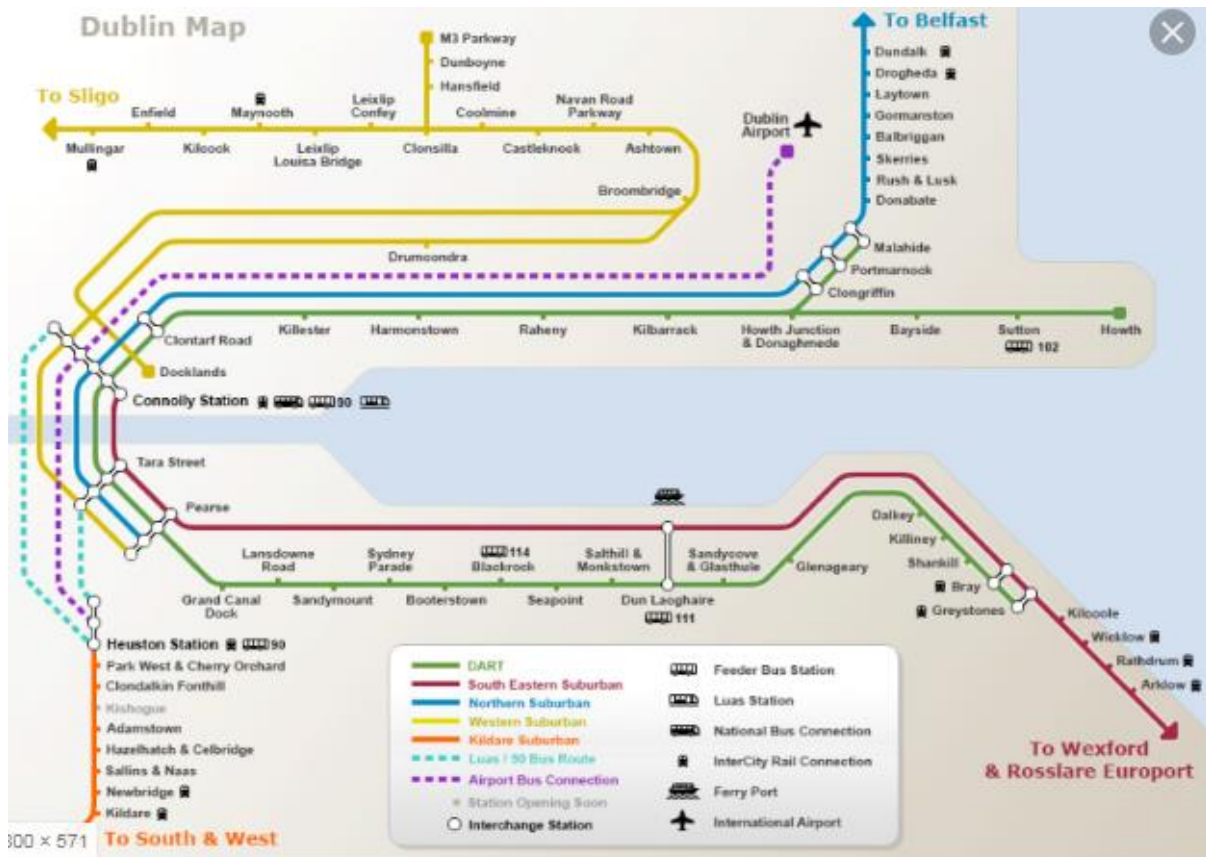 Dublin Map
To Belfast
M3 Parkway
Dunboyne
Hansfield
To Sligo
Enfield
Maynooth
Leixlip
Confey
Coolmine
Navan Road
Parkway
Mullingar
Kilcock
Leixlip
Louisa Bridge
Clonsilla
Castleknock
Ashtown
Broombridge
Drumcondra
Dublin
Airport
Dundalk
Drogheda
Laytown
Gormanston
Balbriggan
Skerries
Rush & Lusk
Donabate
Malahide
Portmarnock
Clongriffin
Clontarf Road
Killester
Harmonstown
Raheny
Kilbarrack
Howth Junction
& Donaghmede
Bayside
Sutton
102
Howth
Docklands
Connolly Station 90
Tara Street
Pearse
Lansdowne
Road
Sydney
Parade
114
Blackrock
Salthill &
Monkstown
Sandycove
& Glasthule
Glenageary
Grand Canal
Dock
Sandymount
Booterstown
Seapoint
Dun Laoghaire
111
Dalkey
Killiney
Shankill
Bray
Greystones
Kilcoole
Wicklow
Rathdrum
Arklow
To Wexford
& Rosslare Europort
Heuston Station 90
Park West & Cherry Orchard
Clondalkin Fonthill
Kishogue
Adamstown
Hazelhatch & Celbridge
Sallins & Naas
Newbridge
Kildare
To South & West
DART
South Eastern Suburban
Northern Suburban
Western Suburban
Kildare Suburban
Luas / 90 Bus Route
Airport Bus Connection
Station Opening Soon
Interchange Station
Feeder Bus Station
Luas Station
National Bus Connection
InterCity Rail Connection
Ferry Port
International Airport
800 × 571